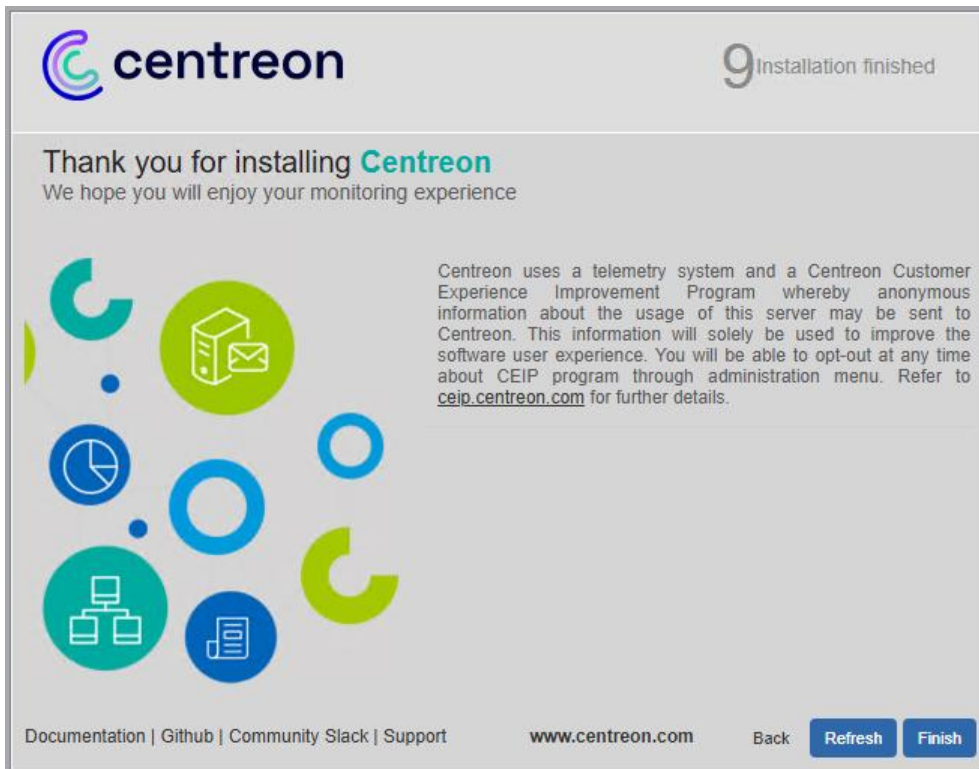 centreon
9 Installation finished
Thank you for installing Centreon
We hope you will enjoy your monitoring experience
Centreon uses a telemetry system and a Centreon Customer
Experience Improvement Program whereby anonymous
information about the usage of this server may be sent to
Centreon. This information will solely be used to improve the
software user experience. You will be able to opt-out at any time
about CEIP program through administration menu. Refer to
ceip.centreon.com for further details.
Documentation | Github | Community Slack | Support www.centreon.com Back Refresh Finish